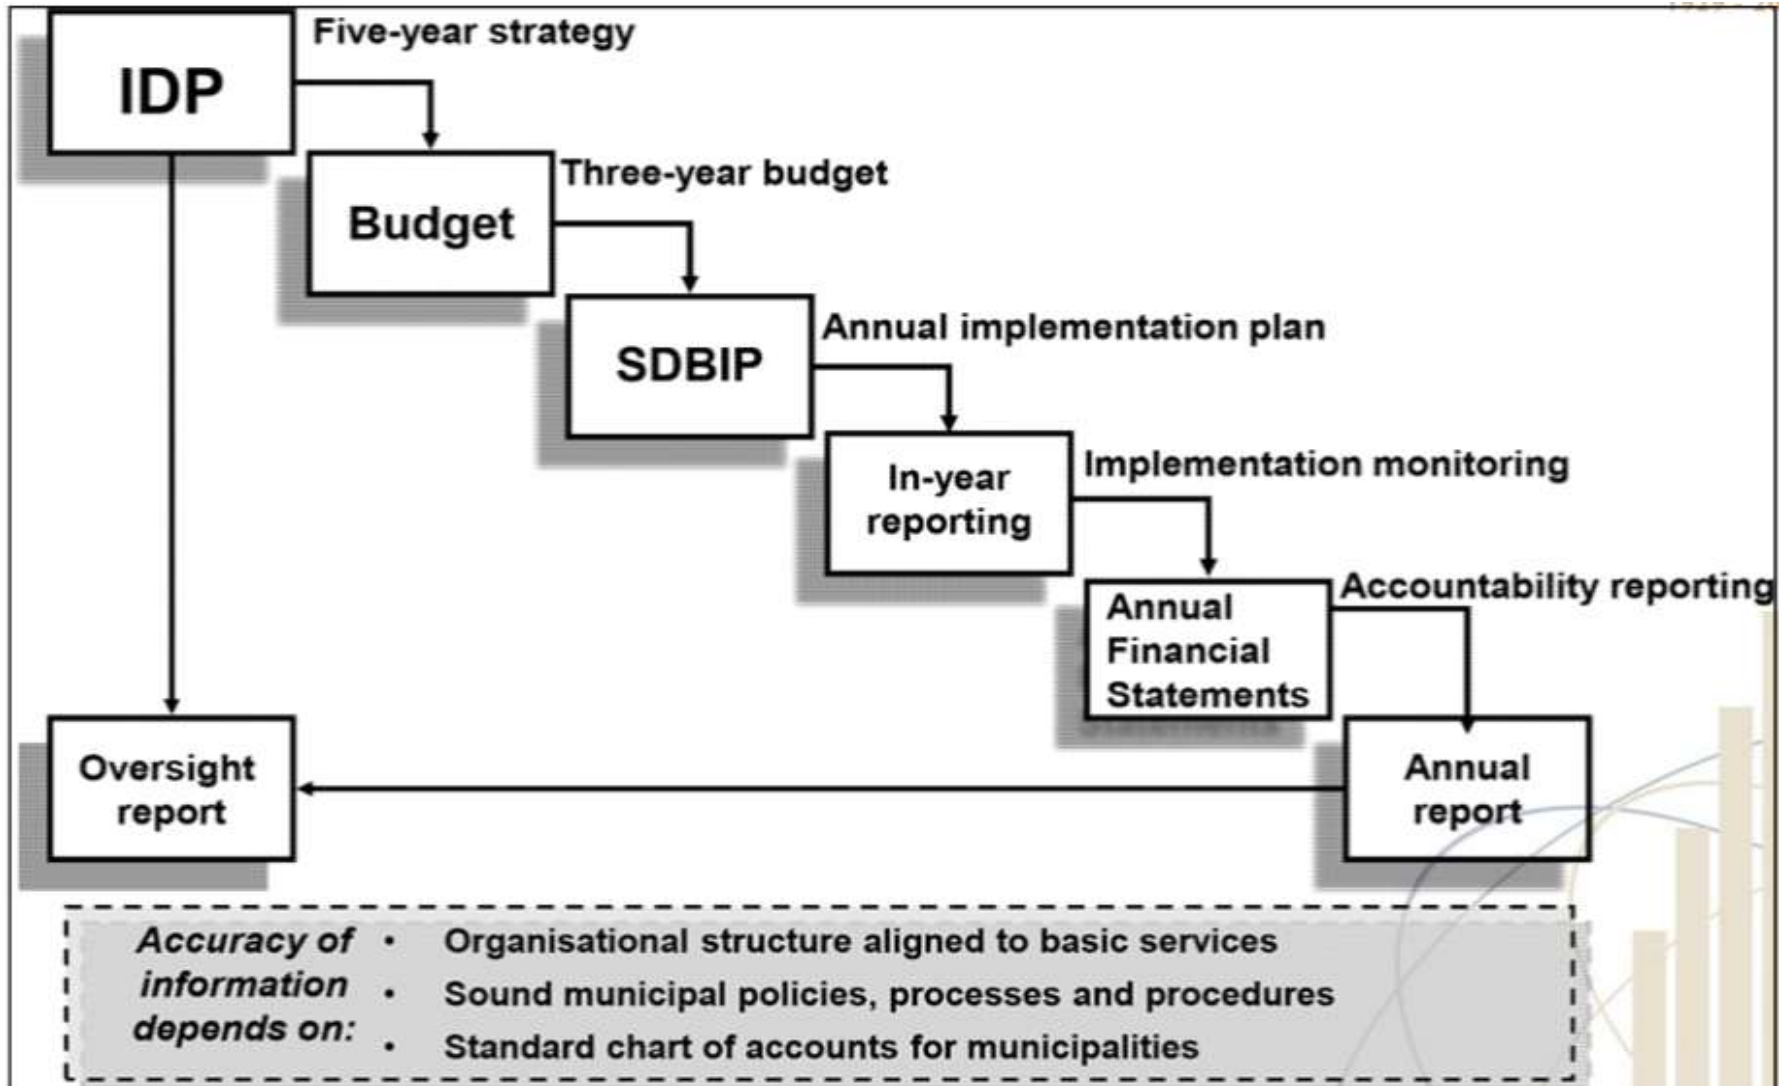 Five-year strategy
IDP
Three-year budget
Budget
Annual implementation plan
SDBIP
Implementation monitoring
In-year
reporting
Accountability reporting
Annual
Financial
Statements
Oversight
report
Annual
report
Accuracy of
information
depends on:
• Organisational structure aligned to basic services
• Sound municipal policies, processes and procedures
• Standard chart of accounts for municipalities